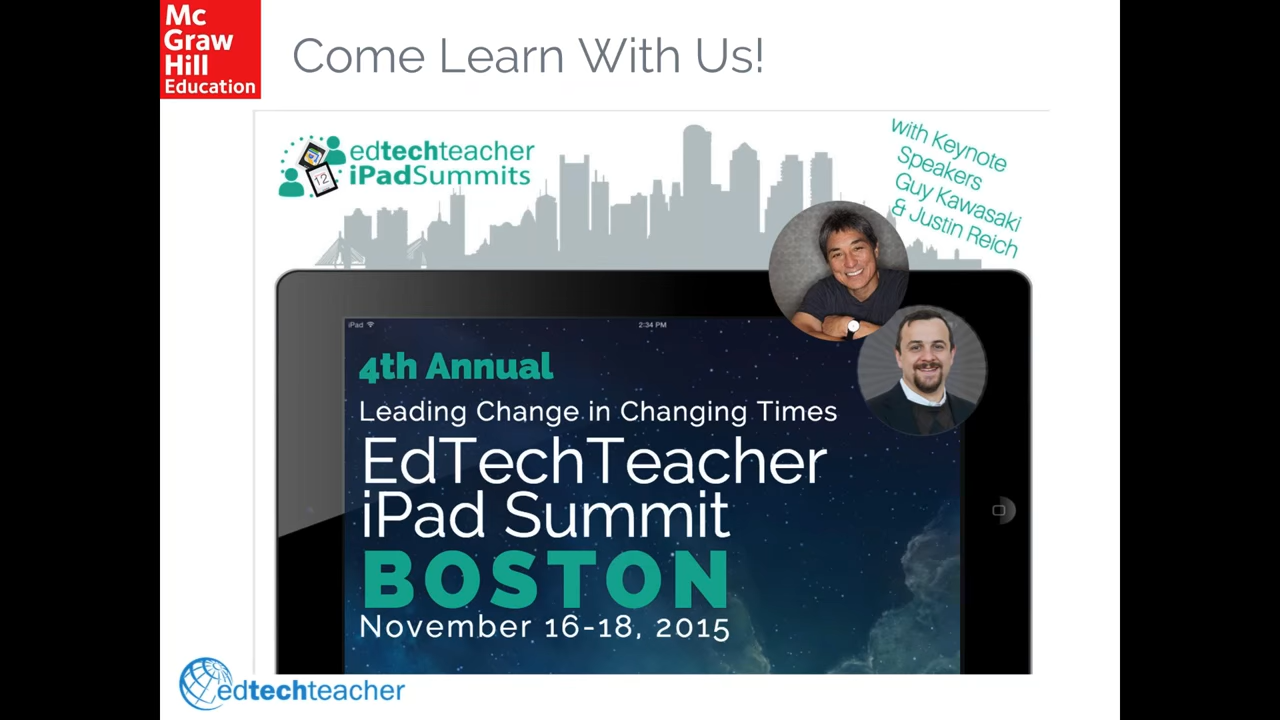 Mc
Graw
Hill
Education
Come Learn With Us!
edtechteacher
iPadSummits
with Keynote
Speakers
Guy Kawasaki
& Justin Reich
iPad
2:34 PM
4th Annual
Leading Change in Changing Times
EdTechTeacher
iPad Summit
BOSTON
November 16-18, 2015
edtechteacher